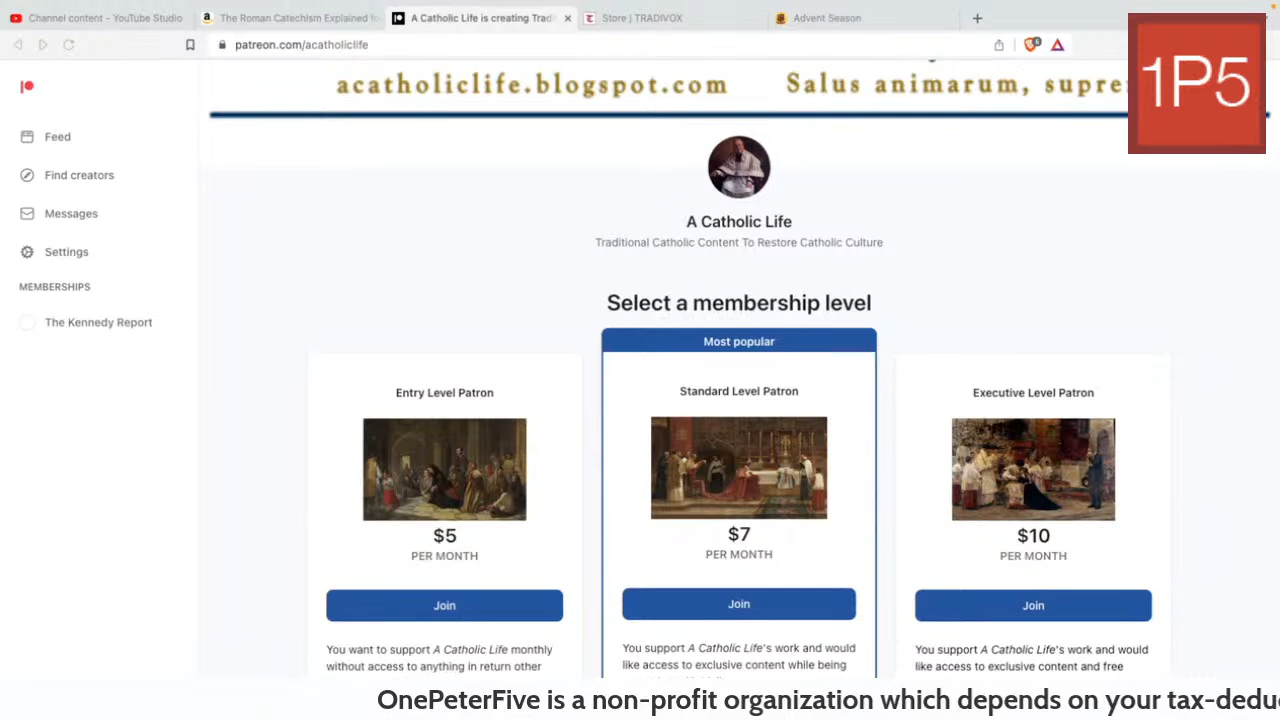 Channel content - YouTube Studio
The Roman Catechism Explained fo
A Catholic Life is creating Tradi
Store | TRADIVOX
Advent Season
patreon.com/acatholiclife
6
1P5
acatholiclife.blogspot.com Salus animarum, supre
Feed
Find creators
Messages
Settings
MEMBERSHIPS
The Kennedy Report
A Catholic Life
Traditional Catholic Content To Restore Catholic Culture
Select a membership level
Most popular
Entry Level Patron
$5
PER MONTH
Join
You want to support A Catholic Life monthly
without access to anything in return other
Standard Level Patron
$7
PER MONTH
Join
You support A Catholic Life's work and would
like access to exclusive content while being
Executive Level Patron
$10
PER MONTH
Join
You support A Catholic Life's work and would
like access to exclusive content and free
OnePeterFive is a non-profit organization which depends on your tax-dedu